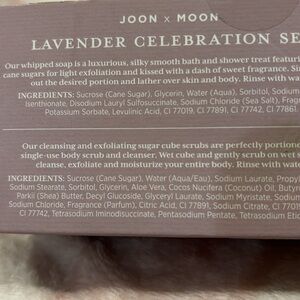 JOON x MOON
LAVENDER CELEBRATION SE
Our whipped soap is a luxurious, silky smooth bath and shower treat featuri
cane sugars for light exfoliation and kissed with a dash of sweet fragrance. Sim
out the desired portion and lather over skin and body. Rinse with wat
INGREDIENTS: Sucrose (Cane Sugar), Glycerin, Water (Aqua), Sorbitol, Sodium
Isenthionate, Disodium Lauryl Sulfosuccinate, Sodium Chloride (Sea Salt), Fragr
Potassium Sorbate, Levulinic Acid, CI 77019, CI 77891, CI 77742, CI 77861
Our cleansing and exfoliating sugar cube scrubs are perfectly portione
single-use body scrub and cleanser. Wet cube and gently scrub on wet s
cleanse, exfoliate and moisturize your entire body. Rinse with wate
INGREDIENTS: Sucrose (Cane Sugar), Water (Aqua/Eau), Sodium Laurate, Propyl
Sodium Stearate, Sorbitol, Glycerin, Aloe Vera, Cocos Nucifera (Coconut) Oil, Butyr
Parkii (Shea) Butter, Decyl Glucoside, Glyceryl Laurate, Sodium Myristate, Sodium
Sodium Chloride, Fragrance (Parfum), Citric Acid, CI 77891, Sodium Citrate, CI 7701
CI 77742, Tetrasodium Iminodisuccinate, Pentasodium Pentate, Tetrasodium Etid